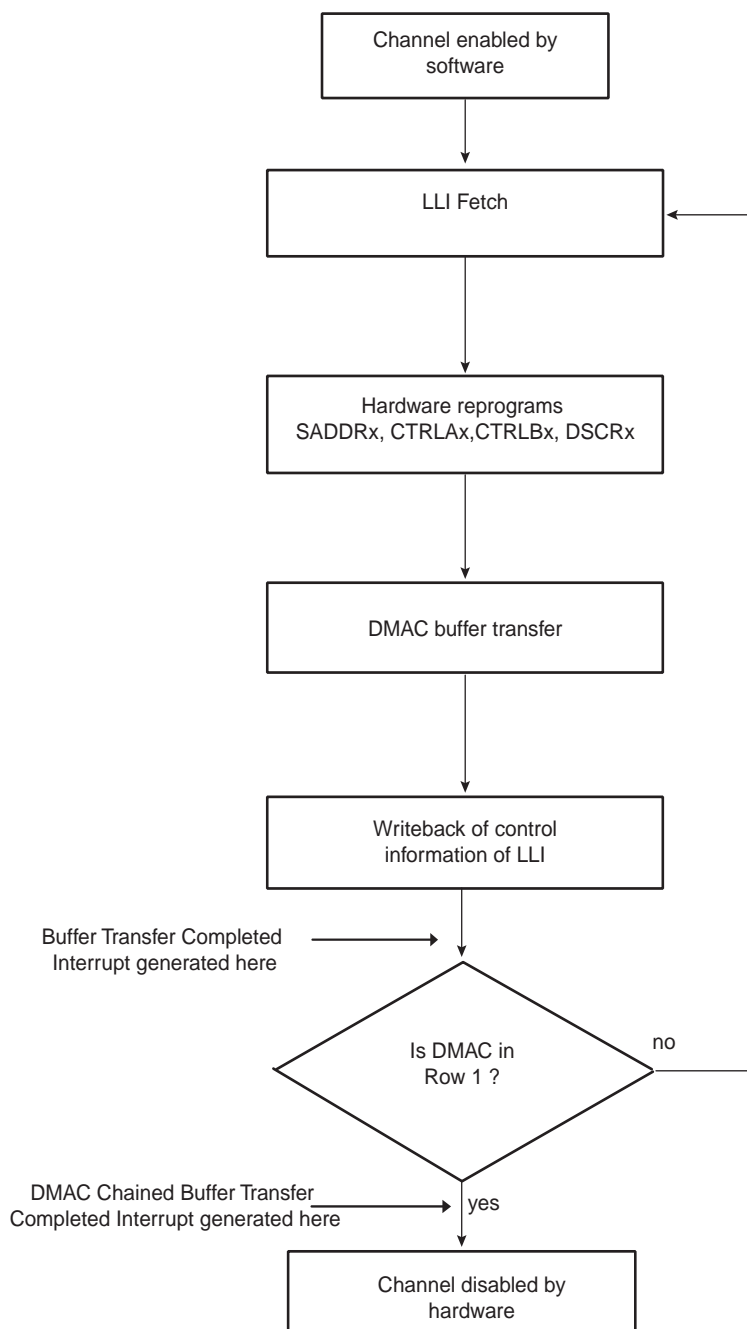 Channel enabled by
software
LLI Fetch
Hardware reprograms
SADDRx, CTRLAx,CTRLBx, DSCRx
DMAC buffer transfer
Writeback of control
information of LLI
Buffer Transfer Completed
Interrupt generated here
Is DMAC in
Row 1 ?
no
DMAC Chained Buffer Transfer
Completed Interrupt generated here
yes
Channel disabled by
hardware